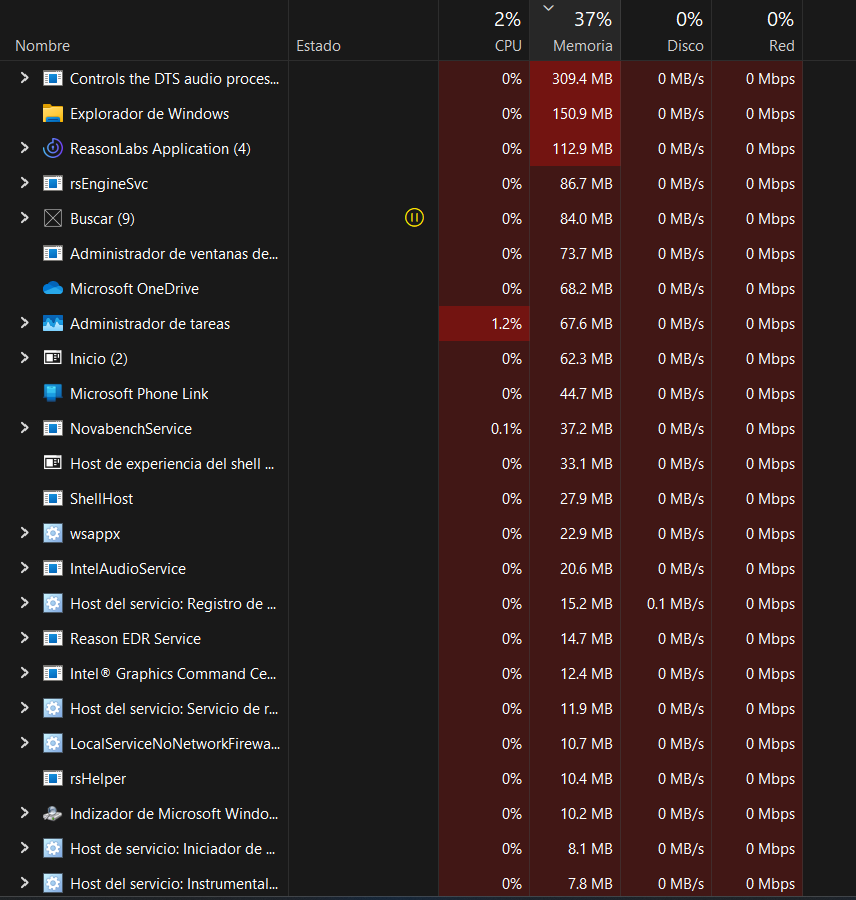 2% 37% 0% 0%
Nombre Estado CPU Memoria Disco Red
Controls the DTS audio proces... 0% 309.4 MB 0 MB/s 0 Mbps
Explorador de Windows 0% 150.9 MB 0 MB/s 0 Mbps
ReasonLabs Application (4) 0% 112.9 MB 0 MB/s 0 Mbps
rsEngineSvc 0% 86.7 MB 0 MB/s 0 Mbps
Buscar (9) 0% 84.0 MB 0 MB/s 0 Mbps
Administrador de ventanas de... 0% 73.7 MB 0 MB/s 0 Mbps
Microsoft OneDrive 0% 68.2 MB 0 MB/s 0 Mbps
Administrador de tareas 1.2% 67.6 MB 0 MB/s 0 Mbps
Inicio (2) 0% 62.3 MB 0 MB/s 0 Mbps
Microsoft Phone Link 0% 44.7 MB 0 MB/s 0 Mbps
NovabenchService 0.1% 37.2 MB 0 MB/s 0 Mbps
Host de experiencia del shell ... 0% 33.1 MB 0 MB/s 0 Mbps
ShellHost 0% 27.9 MB 0 MB/s 0 Mbps
wsappx 0% 22.9 MB 0 MB/s 0 Mbps
IntelAudioService 0% 20.6 MB 0 MB/s 0 Mbps
Host del servicio: Registro de ... 0% 15.2 MB 0.1 MB/s 0 Mbps
Reason EDR Service 0% 14.7 MB 0 MB/s 0 Mbps
Intel® Graphics Command Ce... 0% 12.4 MB 0 MB/s 0 Mbps
Host del servicio: Servicio de r... 0% 11.9 MB 0 MB/s 0 Mbps
LocalServiceNoNetworkFirewa... 0% 10.7 MB 0 MB/s 0 Mbps
rsHelper 0% 10.4 MB 0 MB/s 0 Mbps
Indizador de Microsoft Windo... 0% 10.2 MB 0 MB/s 0 Mbps
Host de servicio: Iniciador de ... 0% 8.1 MB 0 MB/s 0 Mbps
Host del servicio: Instrumental... 0% 7.8 MB 0 MB/s 0 Mbps